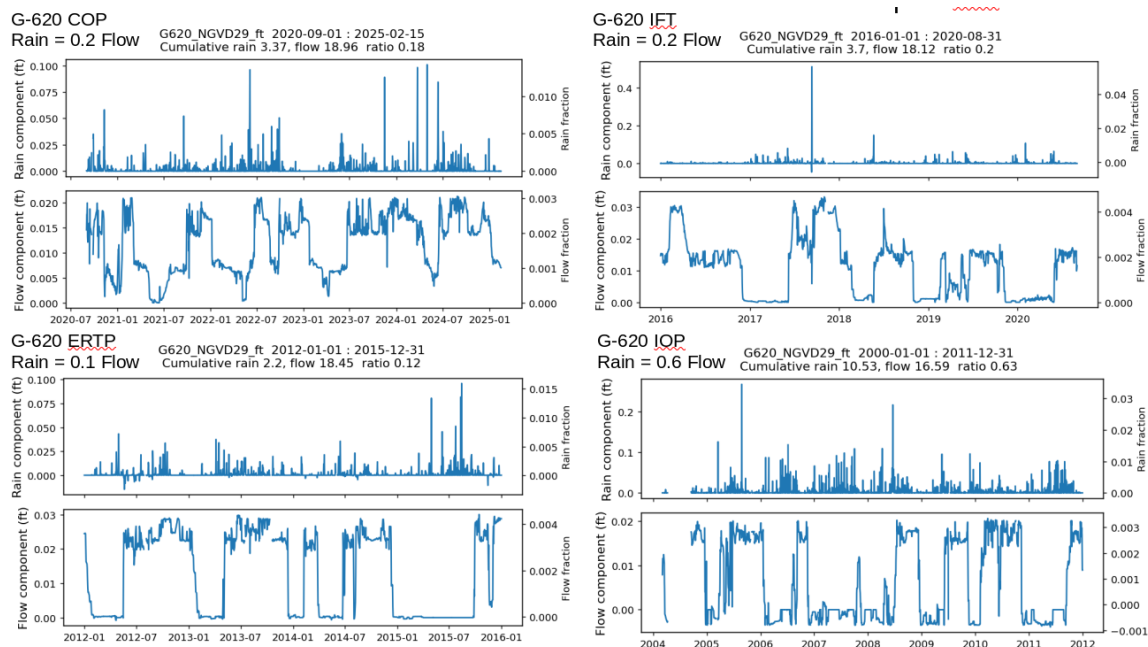 G-620 COP
Rain = 0.2 Flow
G620_NGVD29_ft 2020-09-01 : 2025-02-15
Cumulative rain 3.37, flow 18.96 ratio 0.18
Rain component (ft)
0.100
0.075
0.050
0.025
0.000
0.010
0.005
0.000
Rain fraction
Flow component (ft)
0.020
0.015
0.010
0.005
0.000
0.003
0.002
0.001
0.000
Flow fraction
2020-07 2021-01 2021-07 2022-01 2022-07 2023-01 2023-07 2024-01 2024-07 2025-01
G-620 IFT
Rain = 0.2 Flow
G620_NGVD29_ft 2016-01-01 : 2020-08-31
Cumulative rain 3.7, flow 18.12 ratio 0.2
Rain component (ft)
0.4
0.2
0.0
0.04
0.02
0.00
Rain fraction
Flow component (ft)
0.03
0.02
0.01
0.00
0.004
0.002
0.000
Flow fraction
2016 2017 2018 2019 2020
G-620 ERTP
Rain = 0.1 Flow
G620_NGVD29_ft 2012-01-01 : 2015-12-31
Cumulative rain 2.2, flow 18.45 ratio 0.12
Rain component (ft)
0.100
0.075
0.050
0.025
0.000
0.015
0.010
0.005
0.000
Rain fraction
Flow component (ft)
0.03
0.02
0.01
0.00
0.004
0.002
0.000
Flow fraction
2012-01 2012-07 2013-01 2013-07 2014-01 2014-07 2015-01 2015-07 2016-01
G-620 IOP
Rain = 0.6 Flow
G620_NGVD29_ft 2000-01-01 : 2011-12-31
Cumulative rain 10.53, flow 16.59 ratio 0.63
Rain component (ft)
0.2
0.1
0.0
0.03
0.02
0.01
0.00
Rain fraction
Flow component (ft)
0.02
0.01
0.00
0.003
0.002
0.001
0.000
−0.001
Flow fraction
2004 2005 2006 2007 2008 2009 2010 2011 2012